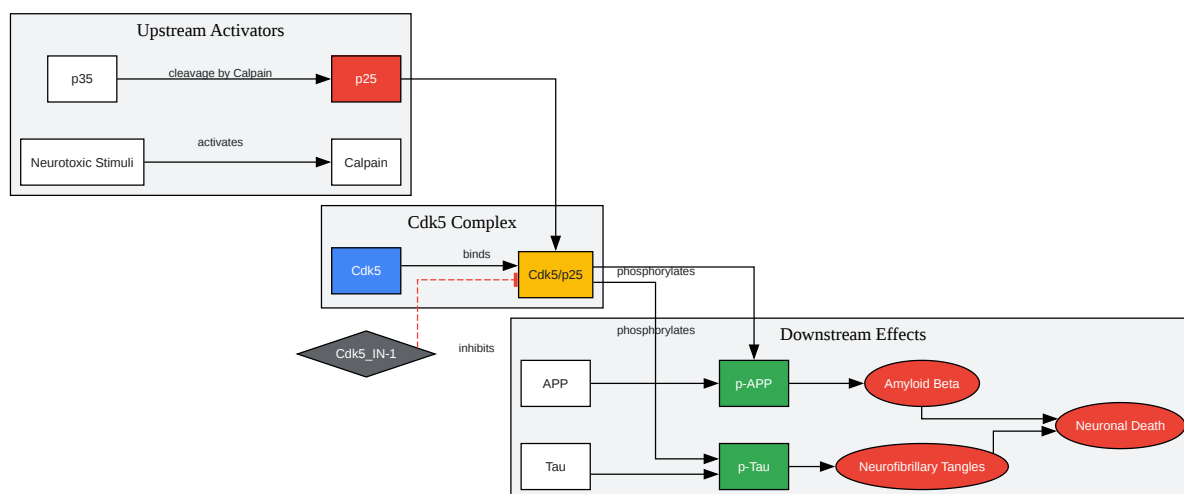 Upstream Activators
p35
cleavage by Calpain
p25
Neurotoxic Stimuli
activates
Calpain
Cdk5 Complex
Cdk5
binds
Cdk5/p25
phosphorylates
phosphorylates
Cdk5_IN-1
inhibits
Downstream Effects
APP
p-APP
Amyloid Beta
Neuronal Death
Tau
p-Tau
Neurofibrillary Tangles